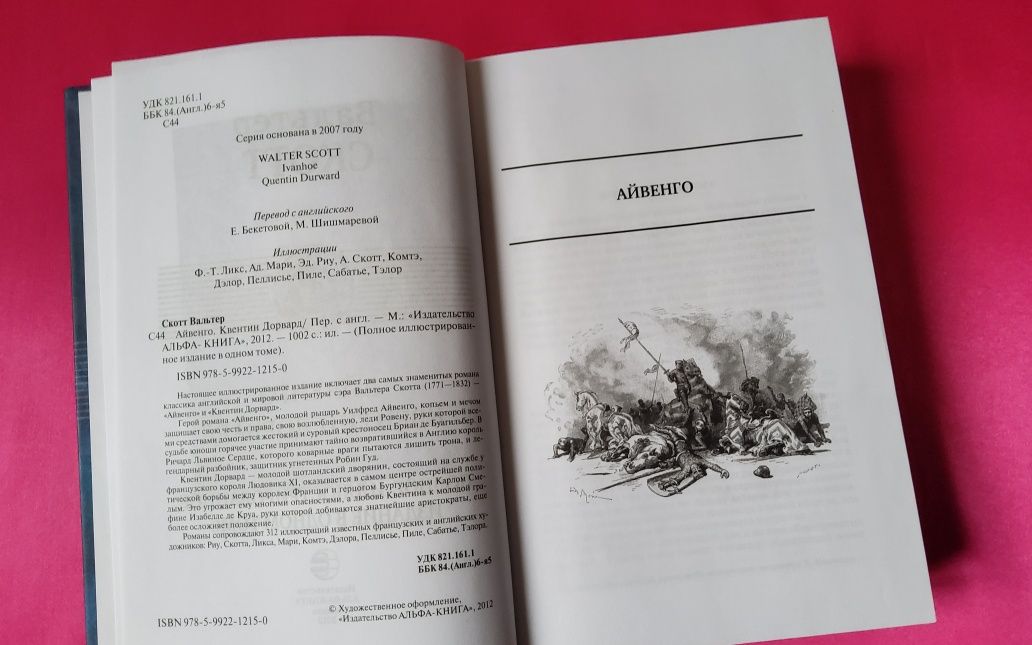 УДК 821.161.1
ББК 84.(Англ.)6-я5
С44
Серия основана в 2007 году
WALTER SCOTT
Ivanhoe
Quentin Durward
Перевод с английского
Е. Бекетовой, М. Шишмаревой
Иллюстрации
Ф.-Т. Ликс, Ад. Мари, Эд. Риу, А. Скотт, Комтэ,
Дэлор, Пеллисье, Пиле, Сабатье, Тэлор
Скотт Вальтер
С44 Айвенго. Квентин Дорвард/ Пер. с англ. — М.: «Издательство
АЛЬФА- КНИГА», 2012. — 1002 с.: ил. — (Полное иллюстрирован-
ное издание в одном томе).
ISBN 978-5-9922-1215-0
Настоящее иллюстрированное издание включает два самых знаменитых романа
классика английской и мировой литературы сэра Вальтера Скотта (1771—1832) —
«Айвенго» и «Квентин Дорвард».
Герой романа «Айвенго», молодой рыцарь Уилфред Айвенго, копьем и мечом
защищает свою честь и права, свою возлюбленную, леди Ровену, руки которой все-
ми средствами домогается жестокий и суровый крестоносец Бриан де Буагильбер. В
судьбе юноши горячее участие принимают тайно возвратившийся в Англию король
Ричард Львиное Сердце, которого коварные враги пытаются лишить трона, и ле-
гендарный разбойник, защитник угнетенных Робин Гуд.
Квентин Дорвард — молодой шотландский дворянин, состоящий на службе у
французского короля Людовика XI, оказывается в самом центре острейшей поли-
тической борьбы между королем Франции и герцогом Бургундским Карлом Сме-
лым. Это угрожает ему многими опасностями, а любовь Квентина к молодой гра-
фине Изабелле де Круа, руки которой добиваются знатнейшие аристократы, еще
более осложняет положение.
Романы сопровождают 312 иллюстраций известных французских и английских ху-
дожников: Риу, Скотта, Ликса, Мари, Комтэ, Дэлора, Пеллисье, Пиле, Сабатье, Тэлора.
УДК 821.161.1
ББК 84.(Англ.)6-я5
© Художественное оформление,
ISBN 978-5-9922-1215-0 «Издательство АЛЬФА-КНИГА», 2012
АЙВЕНГО